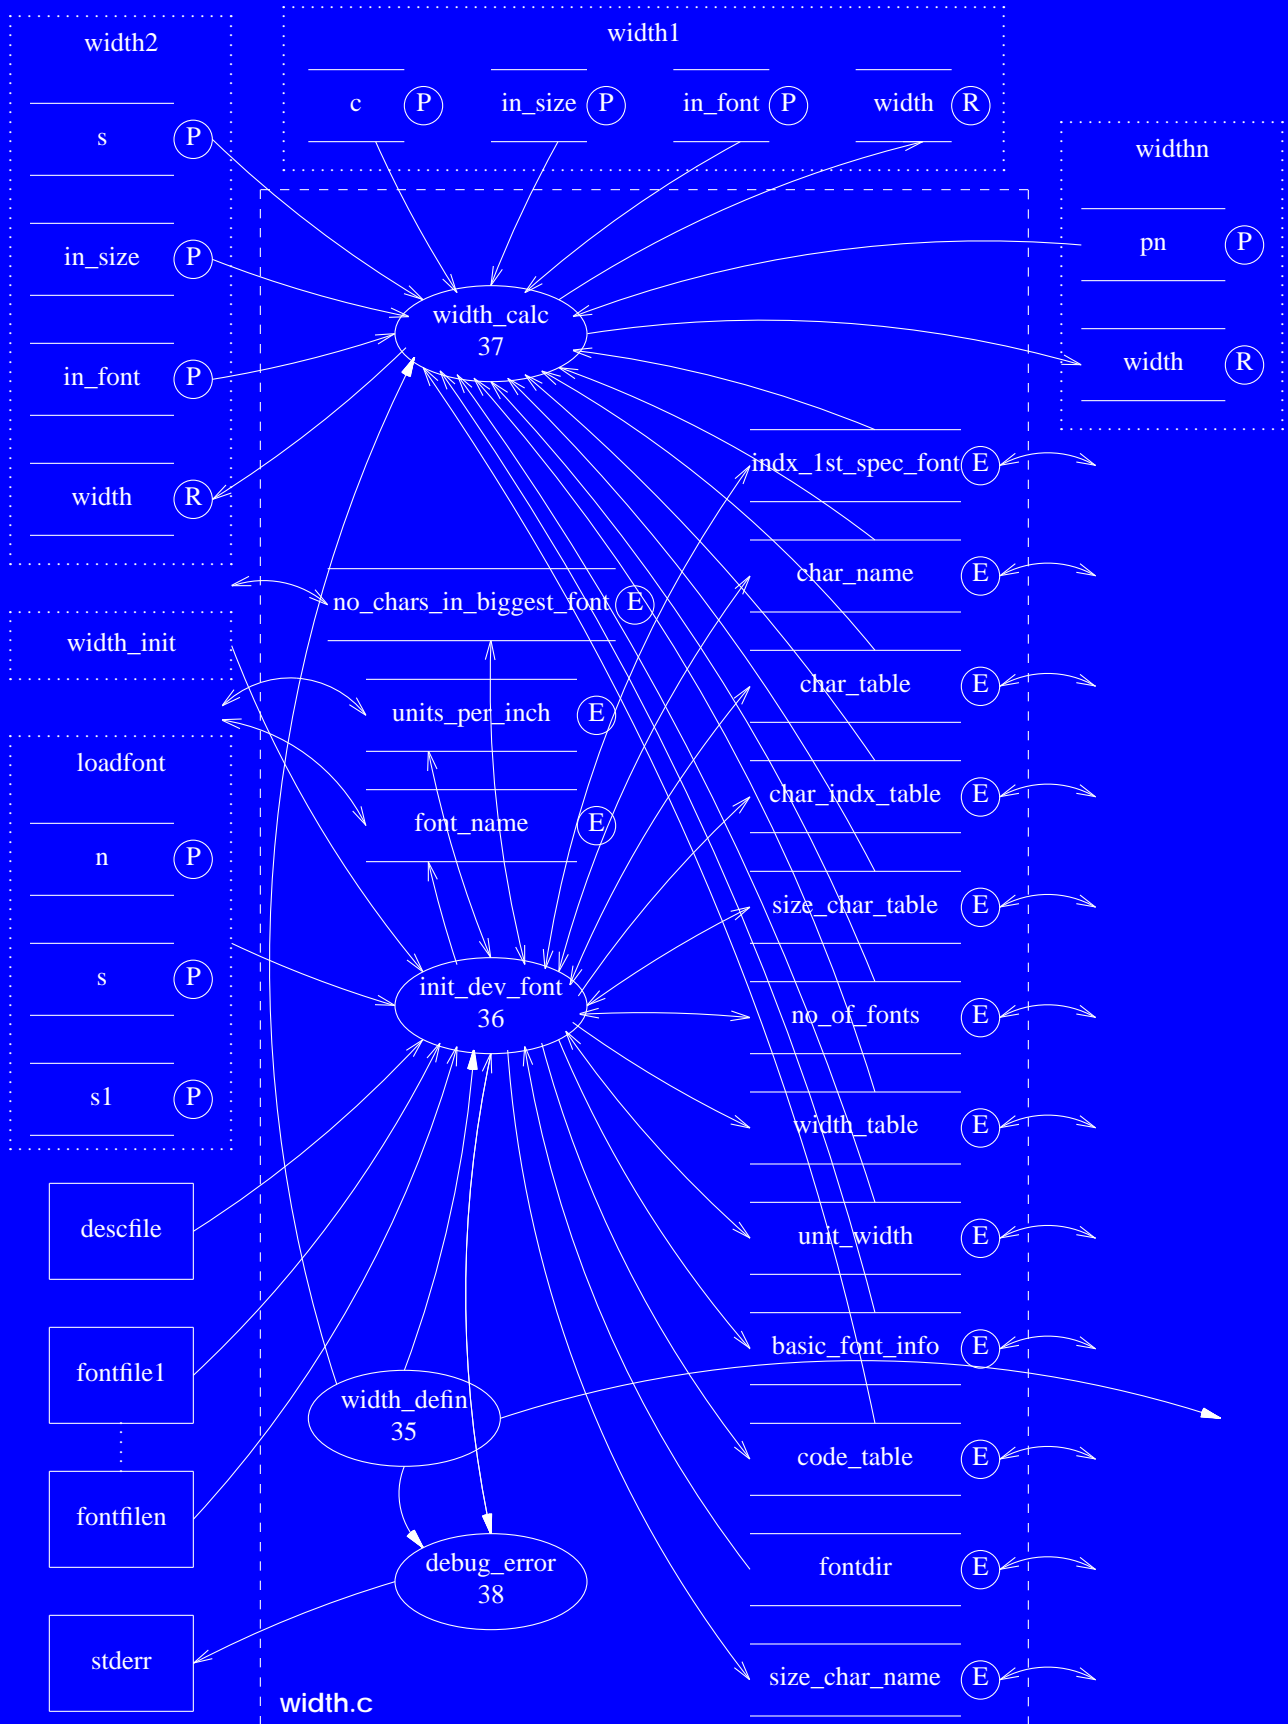 width2
s P
in_size P
in_font P
width R
width1
c P
in_size P
in_font P
width R
widthn
pn P
width R
width_calc
37
indx_1st_spec_font E
char_name E
no_chars_in_biggest_font E
width_init
char_table E
units_per_inch E
loadfont
n P
s P
s1 P
char_indx_table E
font_name E
size_char_table E
init_dev_font
36
no_of_fonts E
width_table E
descfile
unit_width E
fontfile1
basic_font_info E
width_defin
35
code_table E
fontfilen
debug_error
38
fontdir E
stderr
size_char_name E
width.c